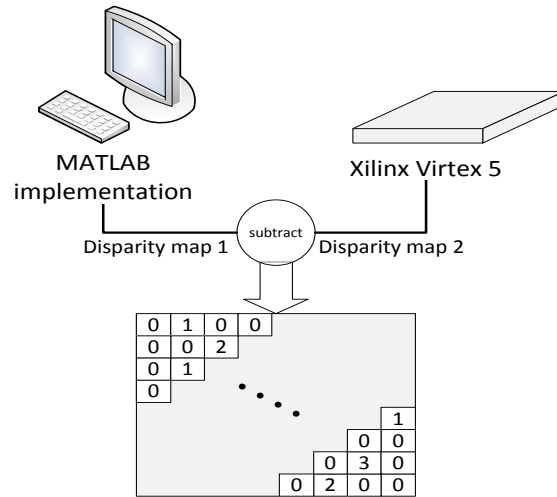 MATLAB
implementation
Xilinx Virtex 5
subtract
Disparity map 1
Disparity map 2
0 1 0 0
0 0 2
0 1
0
1
0 0
0 3 0
0 2 0 0